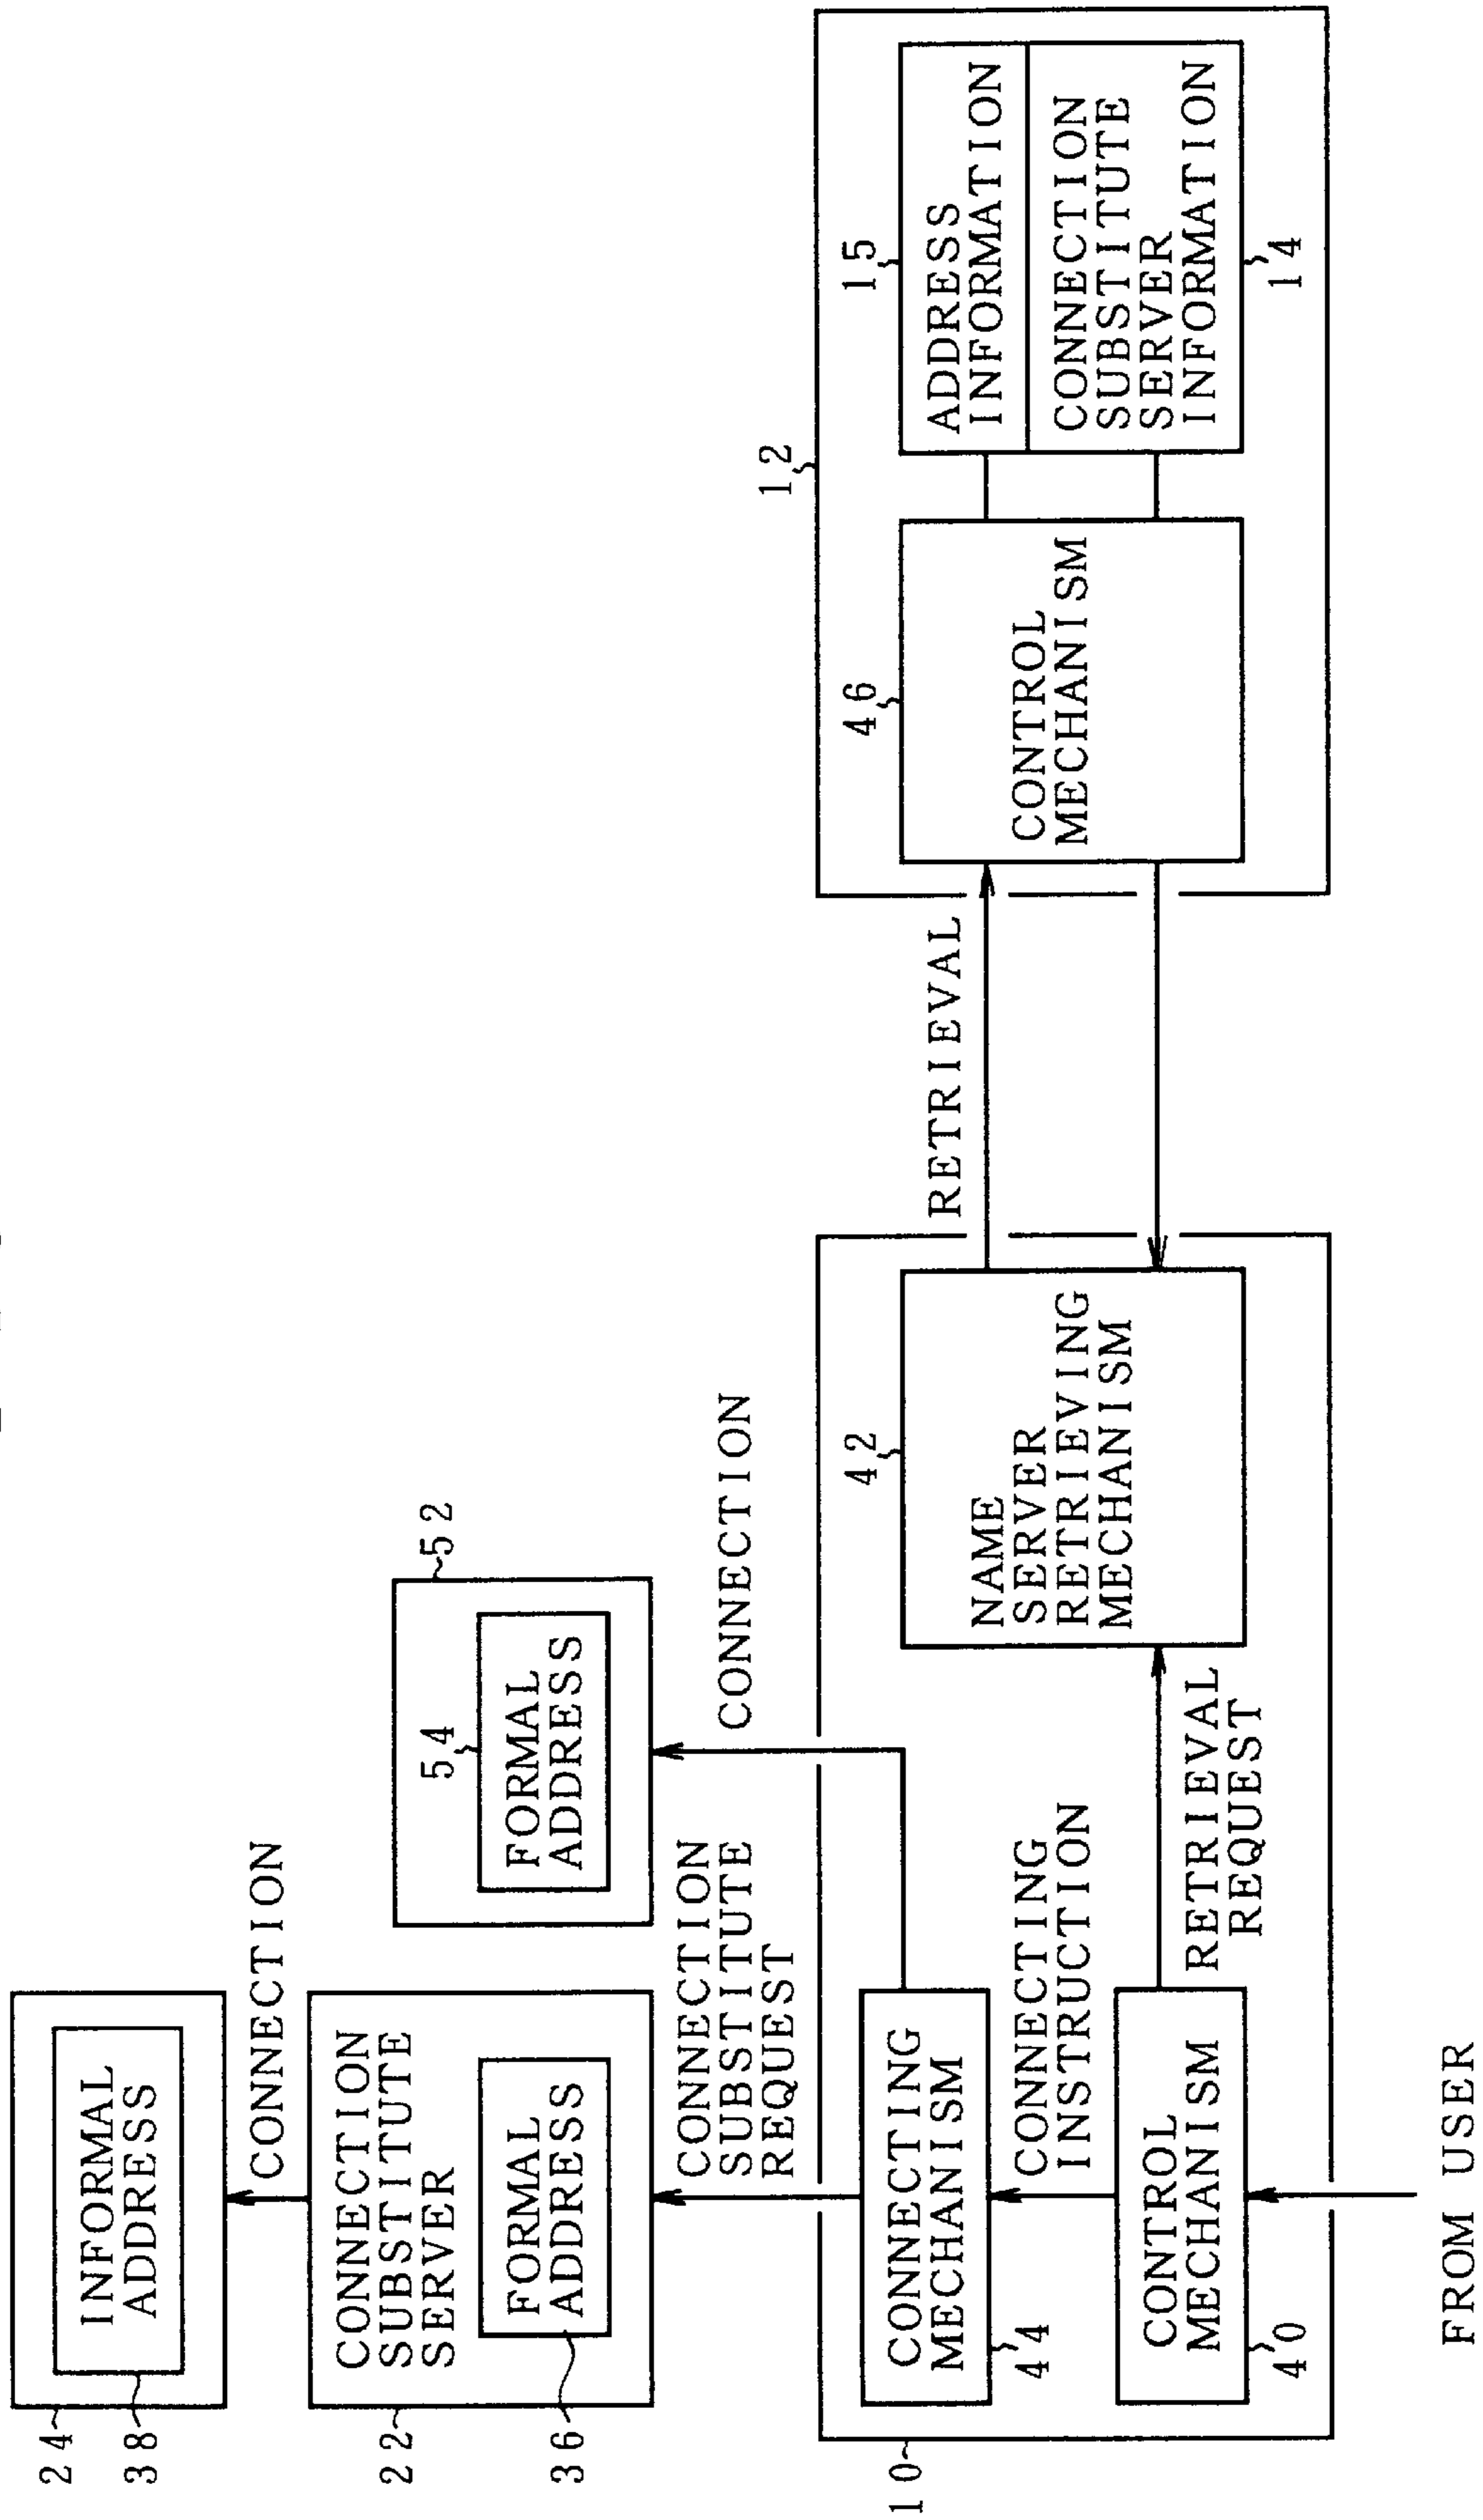 24
38
INFORMAL
ADDRESS
CONNECTION
22
CONNECTION
SUBSTITUTE
SERVER
36
FORMAL
ADDRESS
52
54
FORMAL
ADDRESS
CONNECTION
SUBSTITUTE
REQUEST
CONNECTION
10
CONNECTING
MECHANISM
44
CONNECTING
INSTRUCTION
CONTROL
MECHANISM
40
FROM USER
RETRIEVAL
REQUEST
42
NAME
SERVER
RETRIEVING
MECHANISM
RETRIEVAL
12
46
CONTROL
MECHANISM
15
ADDRESS
INFORMATION
CONNECTION
SUBSTITUTE
SERVER
INFORMATION
14